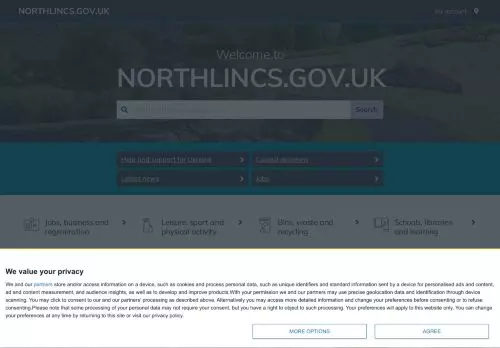 NORTHLINCS.GOV.UK
My account
Welcome to
NORTHLINCS.GOV.UK
Search
Help and support for Ukraine
Council decisions
Latest news
Jobs
Jobs, business and
regeneration
Leisure, sport and
physical activity
Bins, waste and
recycling
Schools, libraries
and learning
We value your privacy
We and our partners store and/or access information on a device, such as cookies and process personal data, such as unique identifiers and standard information sent by a device for personalised ads and content,
ad and content measurement, and audience insights, as well as to develop and improve products.With your permission we and our partners may use precise geolocation data and identification through device
scanning. You may click to consent to our and our partners' processing as described above. Alternatively you may access more detailed information and change your preferences before consenting or to refuse
consenting.Please note that some processing of your personal data may not require your consent, but you have a right to object to such processing. Your preferences will apply to this website only. You can change
your preferences at any time by returning to this site or visit our privacy policy.
MORE OPTIONS
AGREE